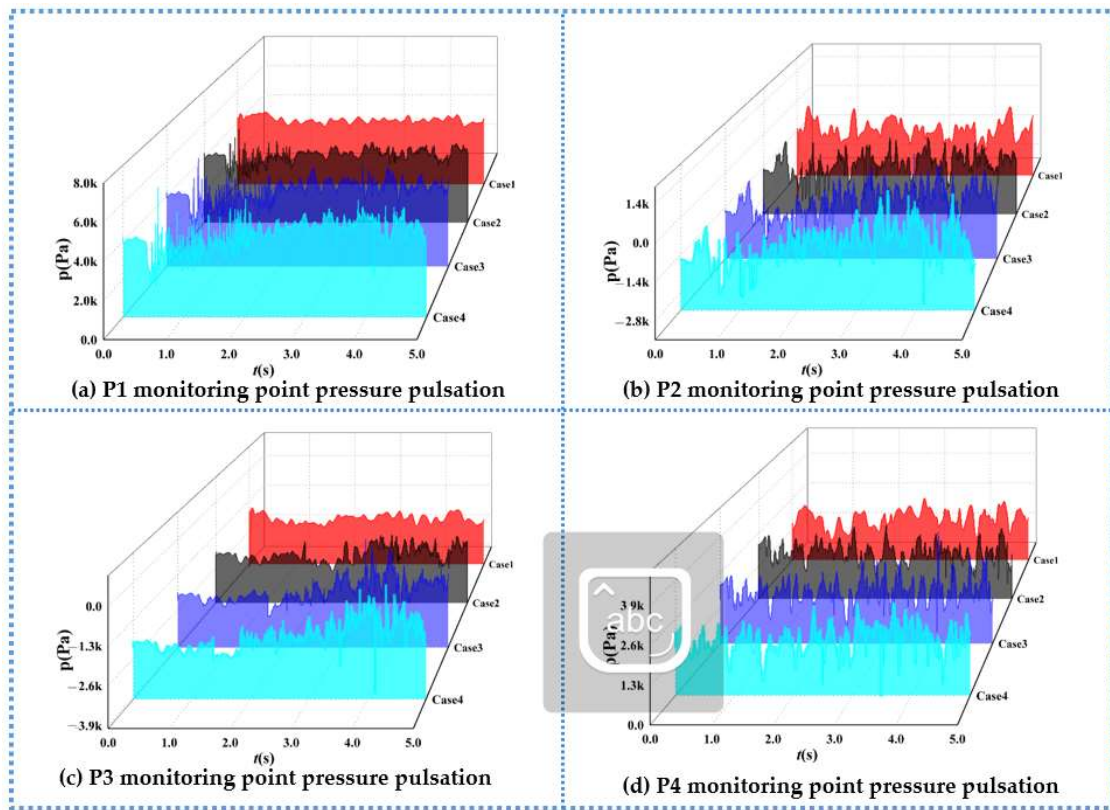 8.0k
6.0k
4.0k
2.0k
0.0
p(Pa)
0.0 1.0 2.0 3.0 4.0 5.0
t(s)
Case1
Case2
Case3
Case4
(a) P1 monitoring point pressure pulsation
1.4k
0.0
−1.4k
−2.8k
p(Pa)
0.0 1.0 2.0 3.0 4.0 5.0
t(s)
Case1
Case2
Case3
Case4
(b) P2 monitoring point pressure pulsation
0.0
−1.3k
−2.6k
−3.9k
p(Pa)
0.0 1.0 2.0 3.0 4.0 5.0
t(s)
Case1
Case2
Case3
Case4
(c) P3 monitoring point pressure pulsation
3.9k
2.6k
1.3k
0.0
p(Pa)
0.0 1.0 2.0 3.0 4.0 5.0
t(s)
Case1
Case2
Case3
Case4
(d) P4 monitoring point pressure pulsation
abc